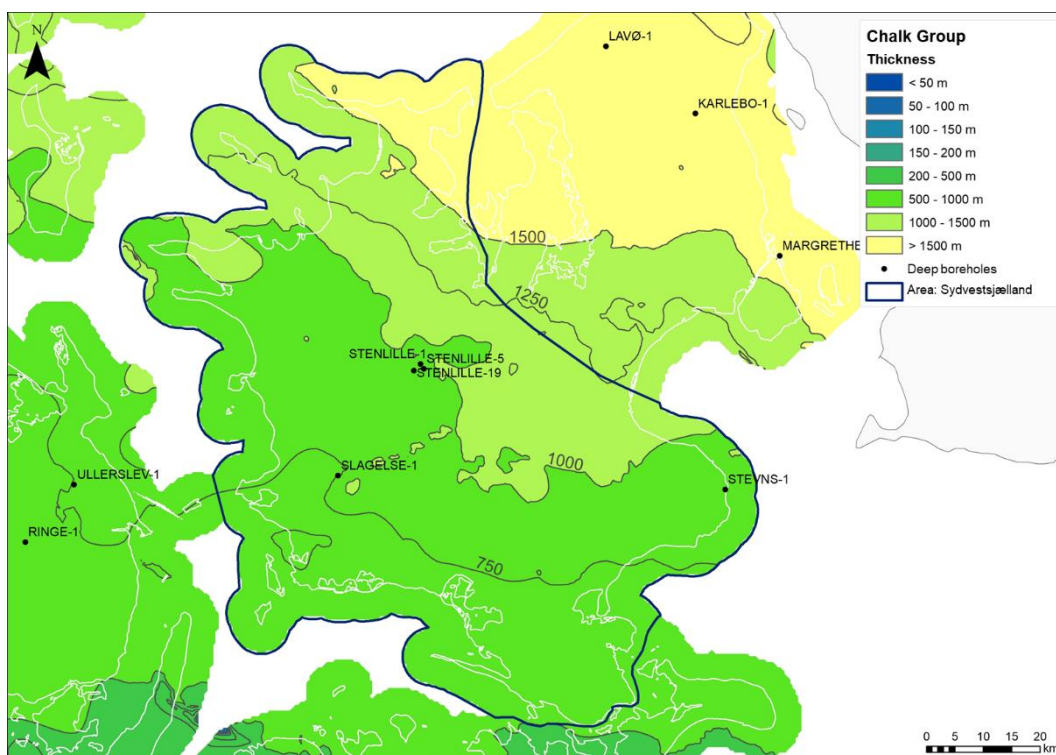 N
LAVØ-1
KARLEBO-1
MARGRETHE
1500
1250
STENLILLE-1
STENLILLE-5
STENLILLE-19
1000
SLAGELSE-1
STEVNS-1
ULLERSLEV-1
RINGE-1
750
Chalk Group
Thickness
< 50 m
50 - 100 m
100 - 150 m
150 - 200 m
200 - 500 m
500 - 1000 m
1000 - 1500 m
> 1500 m
Deep boreholes
Area: Sydvestsjælland
0 5 10 15 20
km